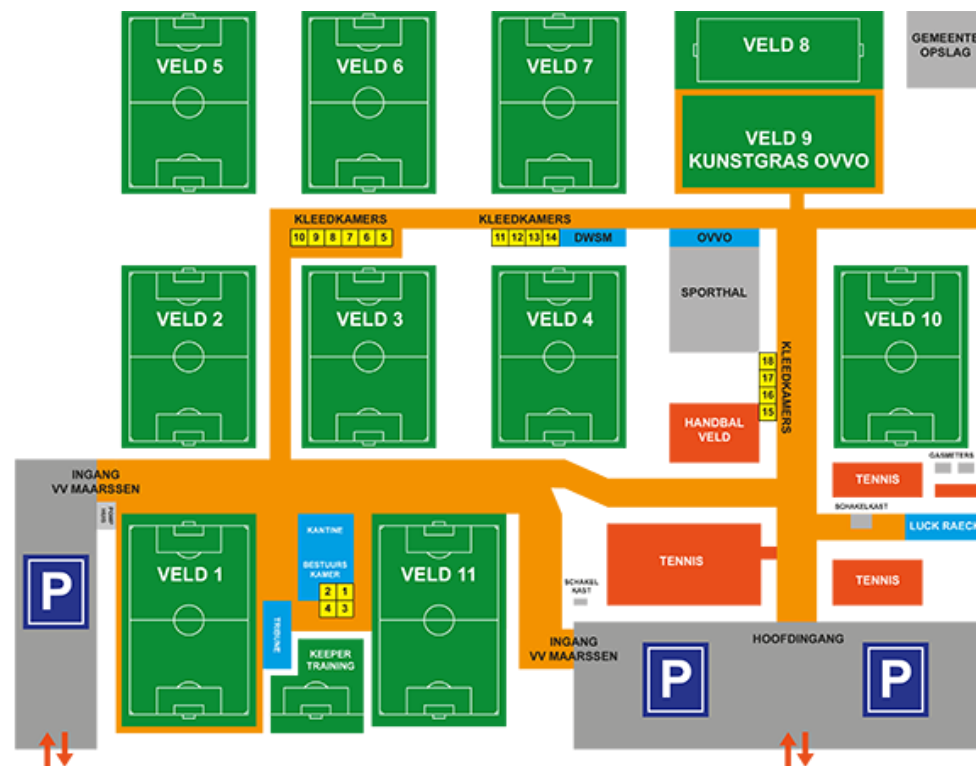 VELD 5
VELD 6
VELD 7
VELD 8
GEMEENTE
OPSLAG
VELD 9
KUNSTGRAS OVVO
KLEEDKAMERS
10 9 8 7 6 5
KLEEDKAMERS
11 12 13 14
DWSM
OVVO
SPORTHAL
VELD 2
VELD 3
VELD 4
VELD 10
18
17
16
15
KLEEDKAMERS
HANDBAL
VELD
GASMETERS
TENNIS
INGANG
VV MAARSSEN
POMP
HUIS
SCHAKELKAST
LUCK RAECK
KANTINE
BESTUURS
KAMER
2 1
4 3
VELD 1
VELD 11
TENNIS
SCHAKEL
KAST
TENNIS
P
TRIBUNE
KEEPER
TRAINING
INGANG
VV MAARSSEN
HOOFDINGANG
P
P